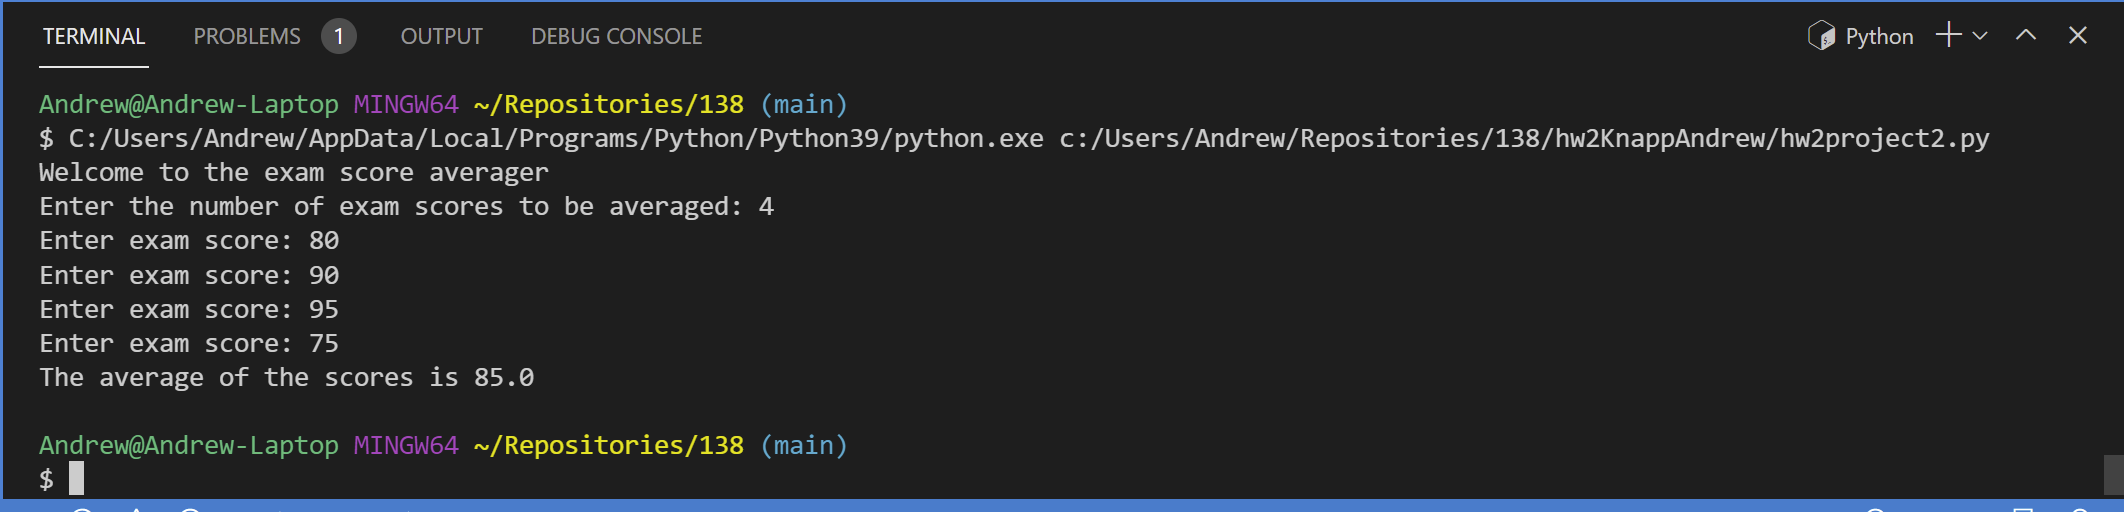 TERMINAL PROBLEMS 1 OUTPUT DEBUG CONSOLE Python
Andrew@Andrew-Laptop MINGW64 ~/Repositories/138 (main)
$ C:/Users/Andrew/AppData/Local/Programs/Python/Python39/python.exe c:/Users/Andrew/Repositories/138/hw2KnappAndrew/hw2project2.py
Welcome to the exam score averager
Enter the number of exam scores to be averaged: 4
Enter exam score: 80
Enter exam score: 90
Enter exam score: 95
Enter exam score: 75
The average of the scores is 85.0
Andrew@Andrew-Laptop MINGW64 ~/Repositories/138 (main)
$